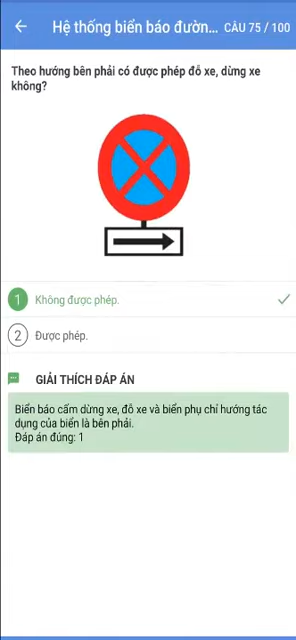 Hệ thống biển báo đườn... CÂU 75 / 100
Theo hướng bên phải có được phép đỗ xe, dừng xe
không?
1 Không được phép.
2 Được phép.
GIẢI THÍCH ĐÁP ÁN
Biển báo cấm dừng xe, đỗ xe và biển phụ chỉ hướng tác
dụng của biển là bên phải.
Đáp án đúng: 1